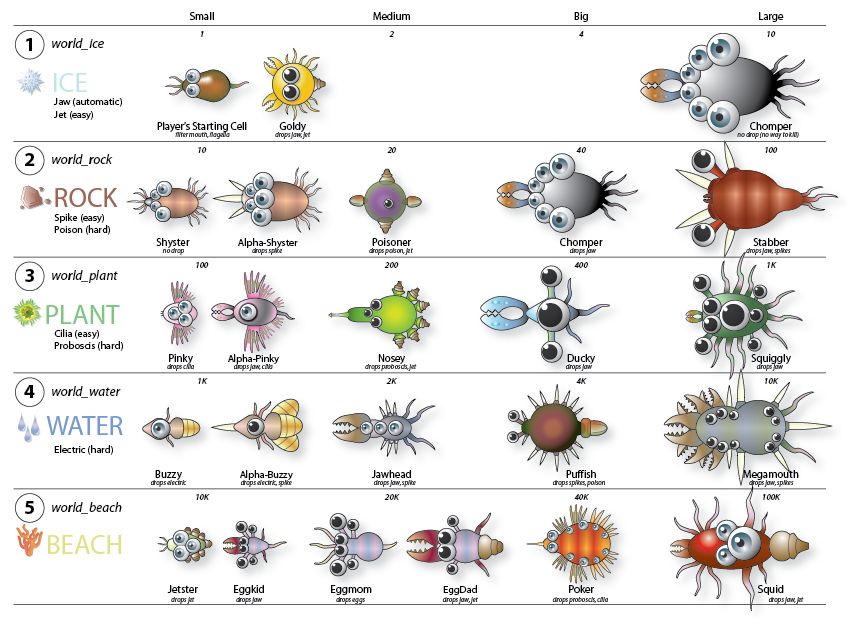 Small Medium Big Large
1 world_ice 1 2 4 10
ICE
Jaw (automatic)
Jet (easy)
Player's Starting Cell Goldy Chomper
filter mouth, flagella drops jaw, jet no drop (no way to kill)
2 world_rock 10 20 40 100
ROCK
Spike (easy)
Poison (hard)
Shyster Alpha-Shyster Poisoner Chomper Stabber
no drop drops spike drops poison, jet drops jaw drops jaw, spikes
3 world_plant 100 200 400 1K
PLANT
Cilia (easy)
Proboscis (hard)
Pinky Alpha-Pinky Nosey Ducky Squiggly
drops cilia drops jaw, cilia drops proboscis, jet drops jaw drops jaw
4 world_water 1K 2K 4K 10K
WATER
Electric (hard)
Buzzy Alpha-Buzzy Jawhead Puffish Megamouth
drops electric drops electric, spike drops jaw, spike drops spikes, poison drops jaw, spikes
5 world_beach 10K 20K 40K 100K
BEACH
Jetster Eggkid Eggmom EggDad Poker Squid
drops jet drops jaw drops eggs drops jaw, jet drops proboscis, cilia drops jaw, jet